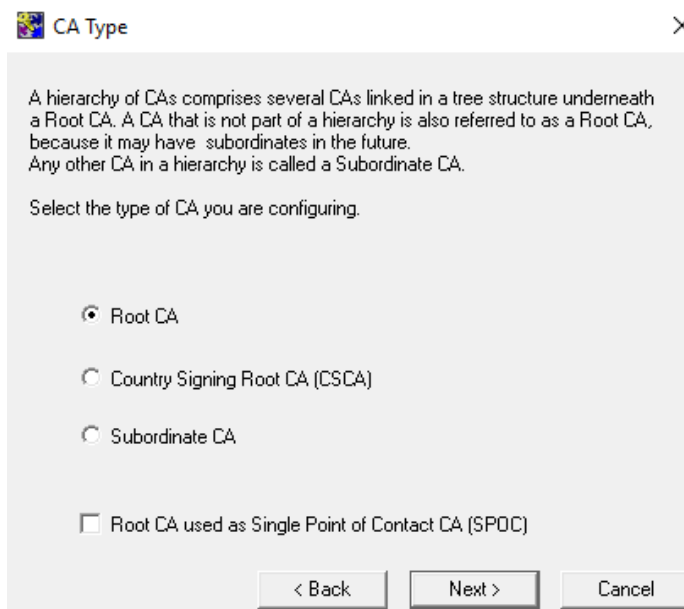 CA Type
A hierarchy of CAs comprises several CAs linked in a tree structure underneath
a Root CA. A CA that is not part of a hierarchy is also referred to as a Root CA,
because it may have  subordinates in the future.
Any other CA in a hierarchy is called a Subordinate CA.
Select the type of CA you are configuring.
Root CA
Country Signing Root CA (CSCA)
Subordinate CA
Root CA used as Single Point of Contact CA (SPOC)
< Back Next > Cancel